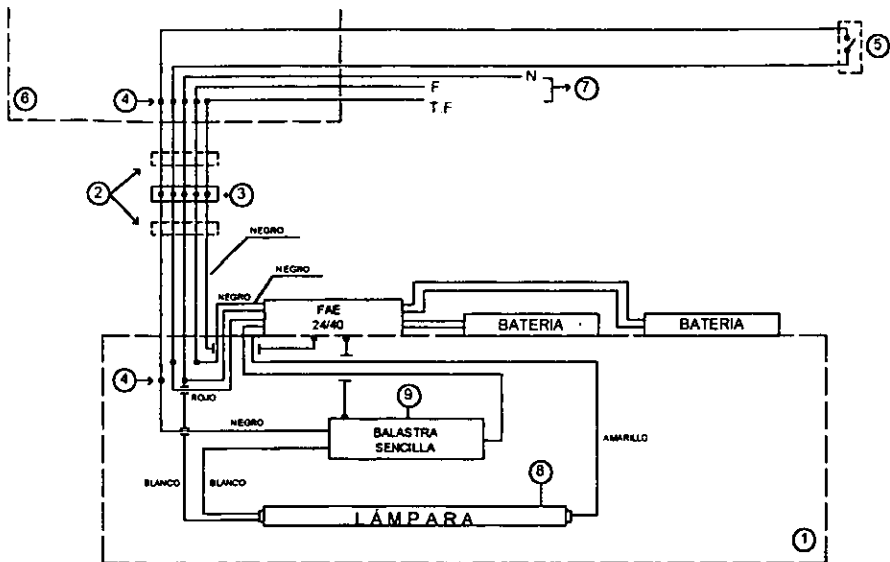 5
N
7
6
4
F
T.F
2
3
NEGRO
NEGRO
NEGRO
FAE
24/40
BATERIA
BATERIA
4
ROJO
9
NEGRO
BALASTRA
SENCILLA
AMARILLO
8
BLANCO
BLANCO
LÁMPARA
1